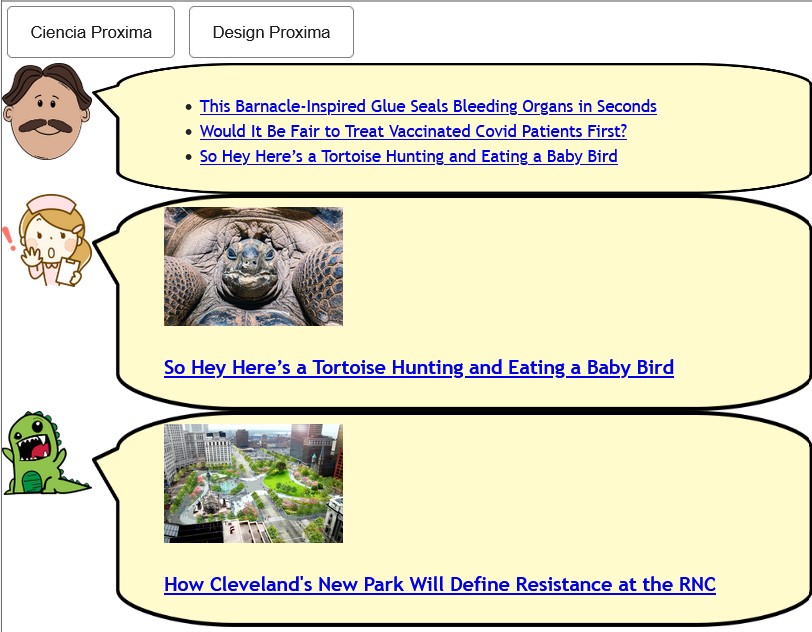 Ciencia Proxima
Design Proxima
This Barnacle-Inspired Glue Seals Bleeding Organs in Seconds
Would It Be Fair to Treat Vaccinated Covid Patients First?
So Hey Here’s a Tortoise Hunting and Eating a Baby Bird
So Hey Here’s a Tortoise Hunting and Eating a Baby Bird
How Cleveland's New Park Will Define Resistance at the RNC